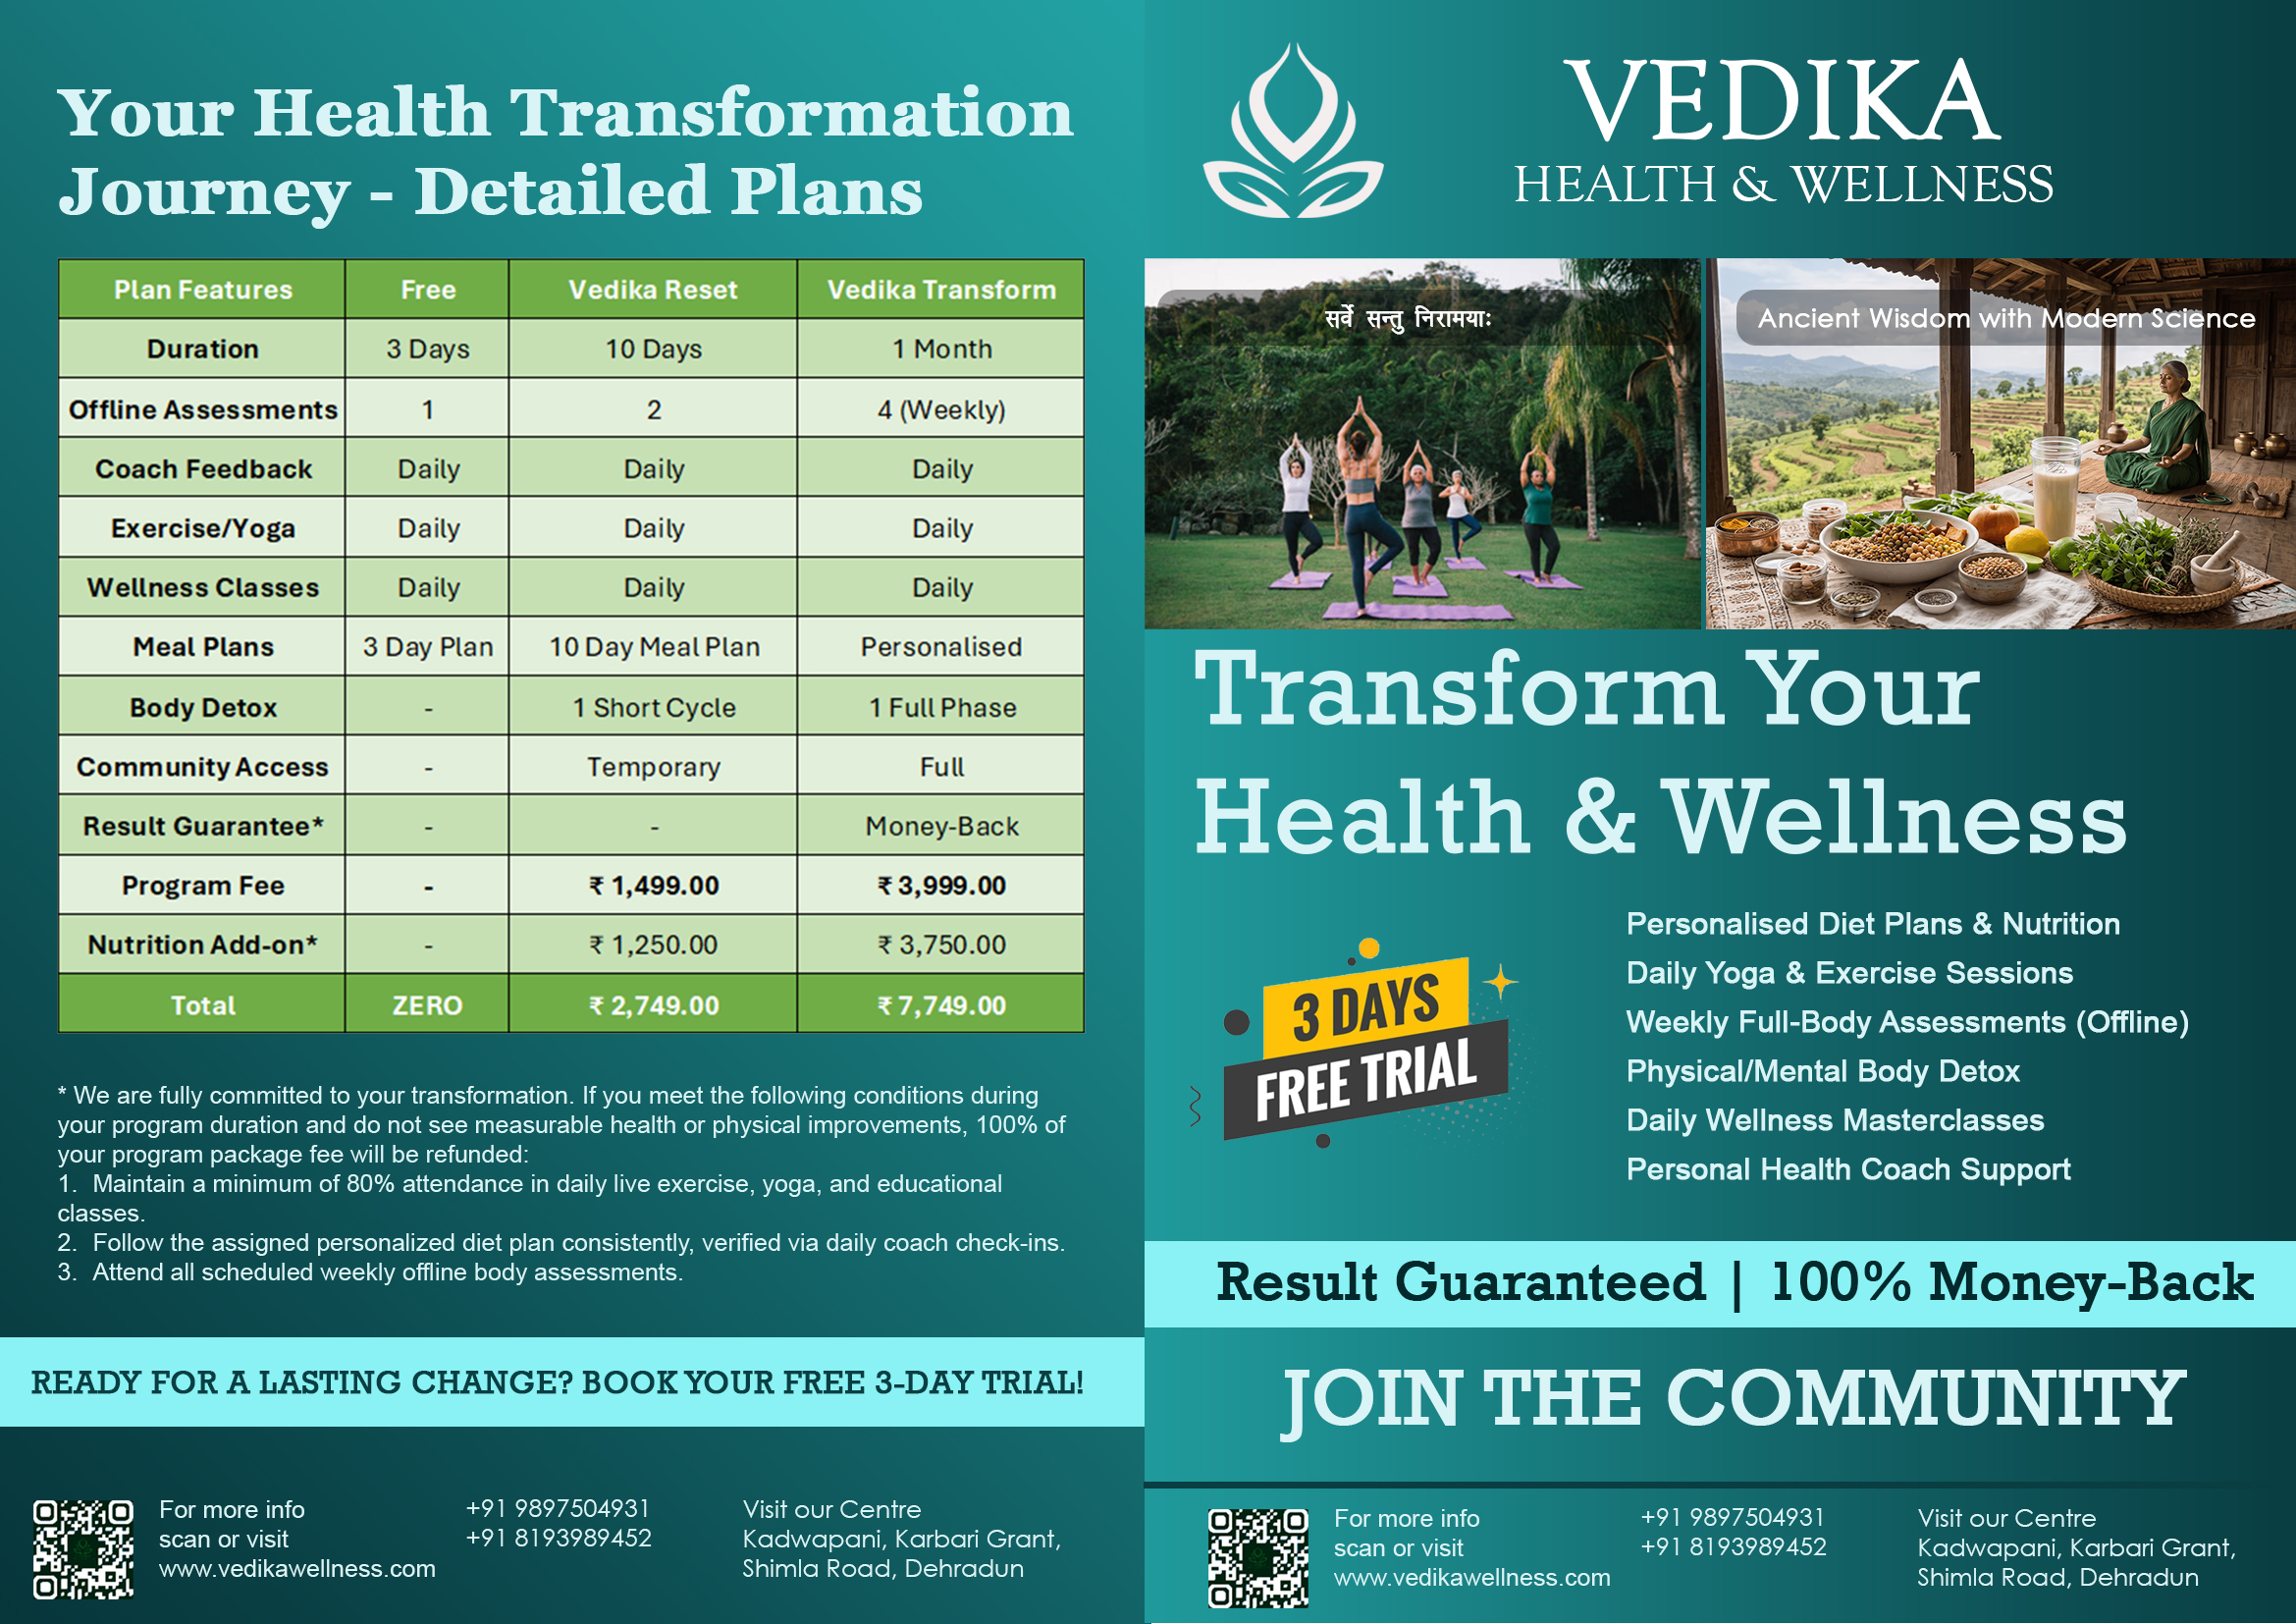 Your Health Transformation
Journey - Detailed Plans
Plan Features Free Vedika Reset Vedika Transform
Duration 3 Days 10 Days 1 Month
Offline Assessments 1 2 4 (Weekly)
Coach Feedback Daily Daily Daily
Exercise/Yoga Daily Daily Daily
Wellness Classes Daily Daily Daily
Meal Plans 3 Day Plan 10 Day Meal Plan Personalised
Body Detox - 1 Short Cycle 1 Full Phase
Community Access - Temporary Full
Result Guarantee* - - Money-Back
Program Fee - ₹ 1,499.00 ₹ 3,999.00
Nutrition Add-on* - ₹ 1,250.00 ₹ 3,750.00
Total ZERO ₹ 2,749.00 ₹ 7,749.00
* We are fully committed to your transformation. If you meet the following conditions during
your program duration and do not see measurable health or physical improvements, 100% of
your program package fee will be refunded:
1. Maintain a minimum of 80% attendance in daily live exercise, yoga, and educational
classes.
2. Follow the assigned personalized diet plan consistently, verified via daily coach check-ins.
3. Attend all scheduled weekly offline body assessments.
READY FOR A LASTING CHANGE? BOOK YOUR FREE 3-DAY TRIAL!
For more info
scan or visit
www.vedikawellness.com
+91 9897504931
+91 8193989452
Visit our Centre
Kadwapani, Karbari Grant,
Shimla Road, Dehradun
VEDIKA
HEALTH & WELLNESS
सर्वे सन्तु निरामयाः
Ancient Wisdom with Modern Science
Transform Your
Health & Wellness
3 DAYS
FREE TRIAL
Personalised Diet Plans & Nutrition
Daily Yoga & Exercise Sessions
Weekly Full-Body Assessments (Offline)
Physical/Mental Body Detox
Daily Wellness Masterclasses
Personal Health Coach Support
Result Guaranteed | 100% Money-Back
JOIN THE COMMUNITY
For more info
scan or visit
www.vedikawellness.com
+91 9897504931
+91 8193989452
Visit our Centre
Kadwapani, Karbari Grant,
Shimla Road, Dehradun